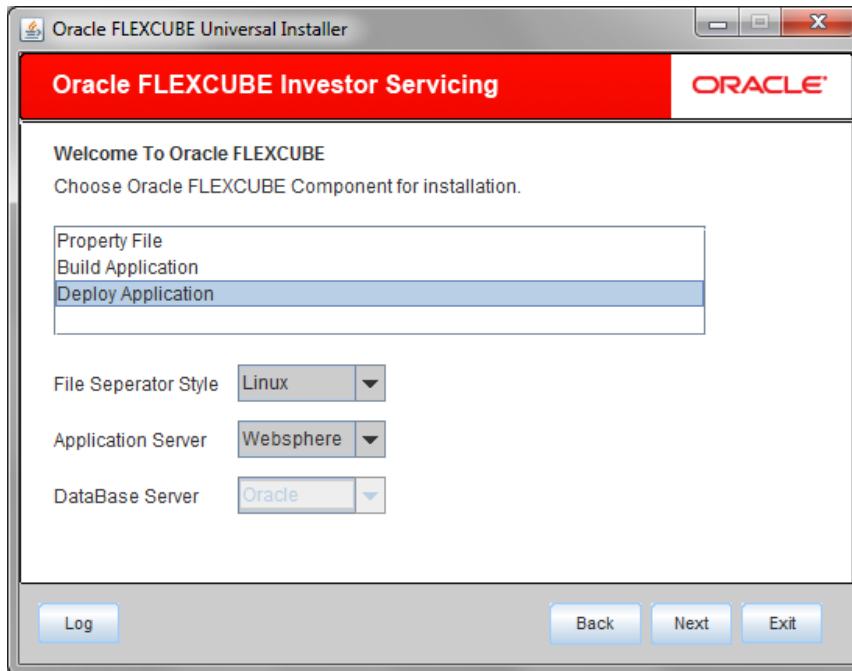 Oracle FLEXCUBE Universal Installer
Oracle FLEXCUBE Investor Servicing
ORACLE®
Welcome To Oracle FLEXCUBE
Choose Oracle FLEXCUBE Component for installation.
Property File
Build Application
Deploy Application
File Seperator Style Linux
Application Server Websphere
DataBase Server Oracle
Log Back Next Exit